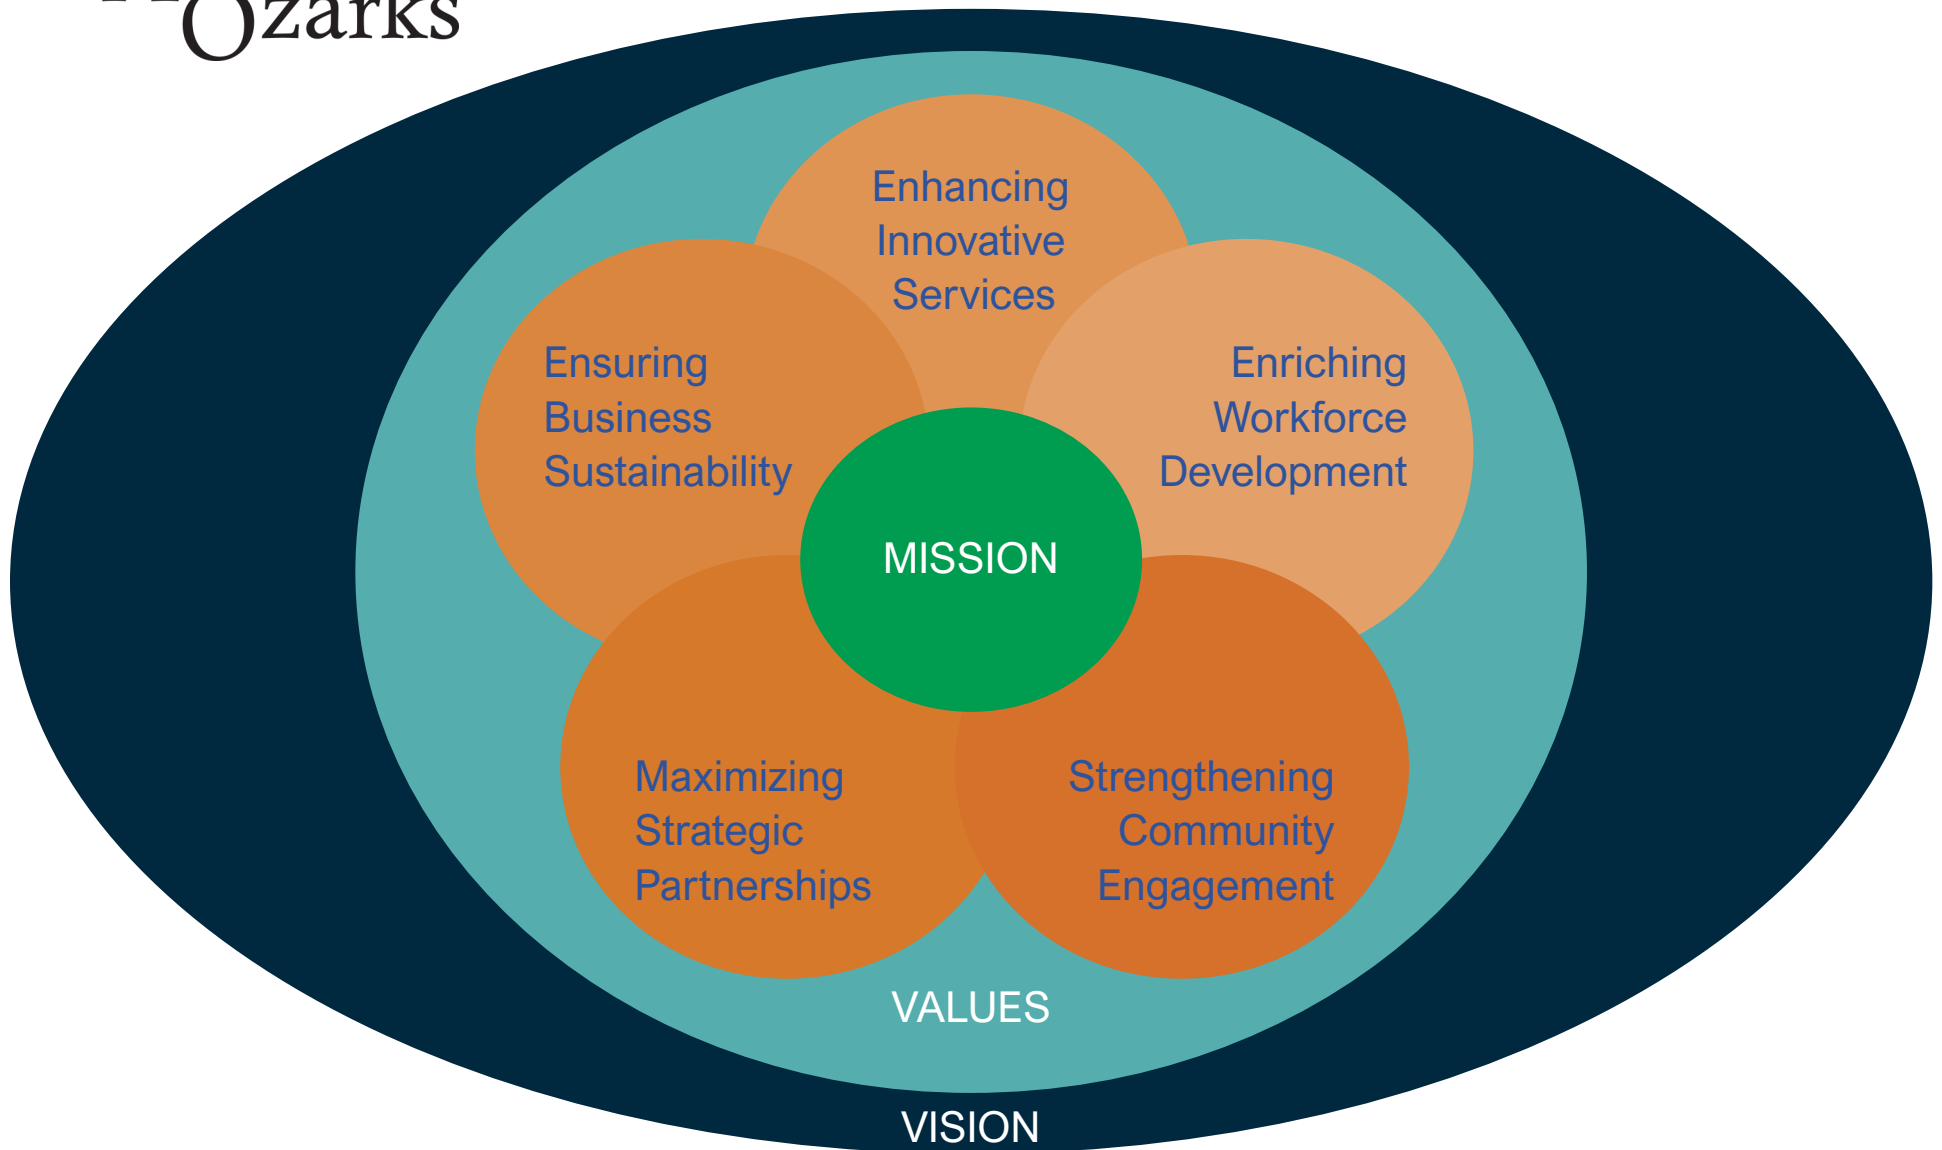 Ozarks
Enhancing
Innovative
Services
Ensuring
Business
Sustainability
Enriching
Workforce
Development
MISSION
Maximizing
Strategic
Partnerships
Strengthening
Community
Engagement
VALUES
VISION